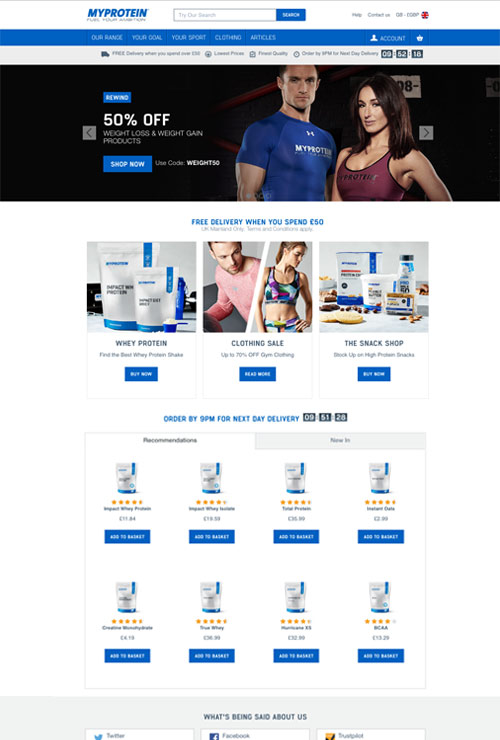 MYPROTEIN
FUEL YOUR AMBITION
Try Our Search
SEARCH
Help Contact us GB - £GBP
OUR RANGE YOUR GOAL YOUR SPORT CLOTHING ARTICLES
ACCOUNT
FREE Delivery when you spend over £50
Lowest Prices
Finest Quality
Order by 9PM for Next Day Delivery 09:52:18
REWIND
50% OFF
WEIGHT LOSS & WEIGHT GAIN
PRODUCTS
SHOP NOW
Use Code: WEIGHT50
MYPROTEIN
FREE DELIVERY WHEN YOU SPEND £50
UK Mainland Only, Terms and Conditions apply.
MYPROTEIN
IMPACT WHEY
PROTEIN
WHEY PROTEIN
Find the Best Whey Protein Shake
BUY NOW
CLOTHING SALE
Up to 70% OFF Gym Clothing
READ MORE
THE SNACK SHOP
Stock Up on High Protein Snacks
BUY NOW
ORDER BY 9PM FOR NEXT DAY DELIVERY 09:51:28
Recommendations
New In
Impact Whey Protein
£11.84
ADD TO BASKET
Impact Whey Isolate
£19.59
ADD TO BASKET
Total Protein
£35.99
ADD TO BASKET
Instant Oats
£2.99
ADD TO BASKET
Creatine Monohydrate
£4.19
ADD TO BASKET
True Whey
£36.99
ADD TO BASKET
Hurricane XS
£32.99
ADD TO BASKET
BCAA
£13.29
ADD TO BASKET
WHAT'S BEING SAID ABOUT US
Twitter
Facebook
Trustpilot